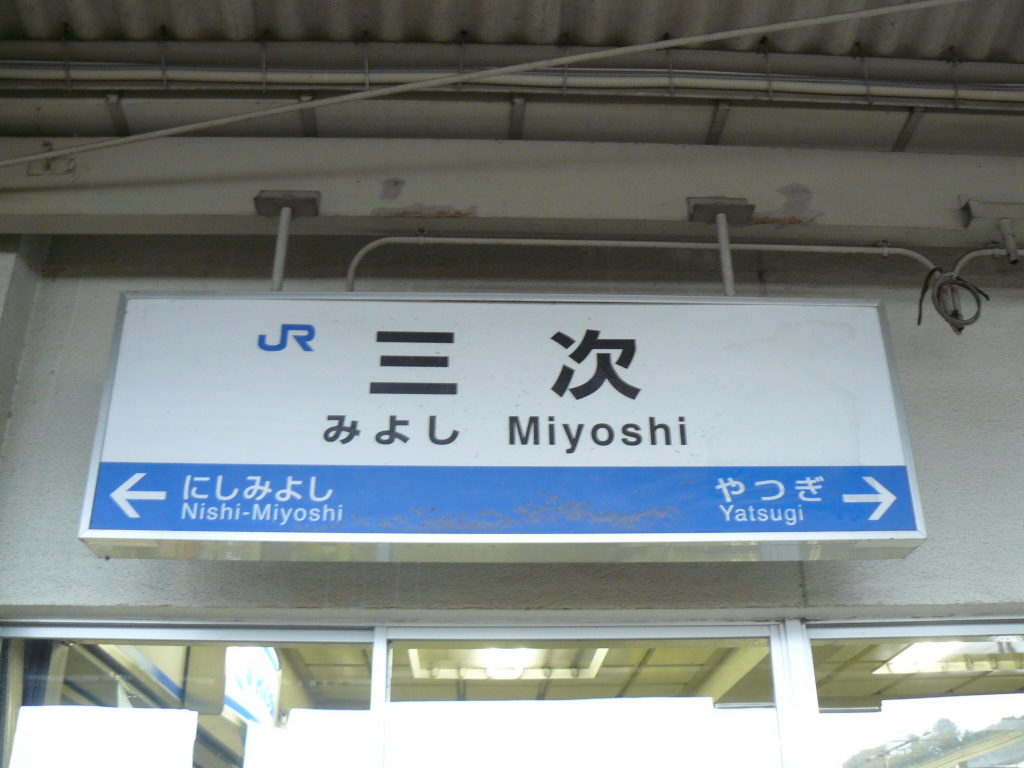 JR 三次
みよし Miyoshi
← にしみよし
Nishi-Miyoshi
やつぎ →
Yatsugi